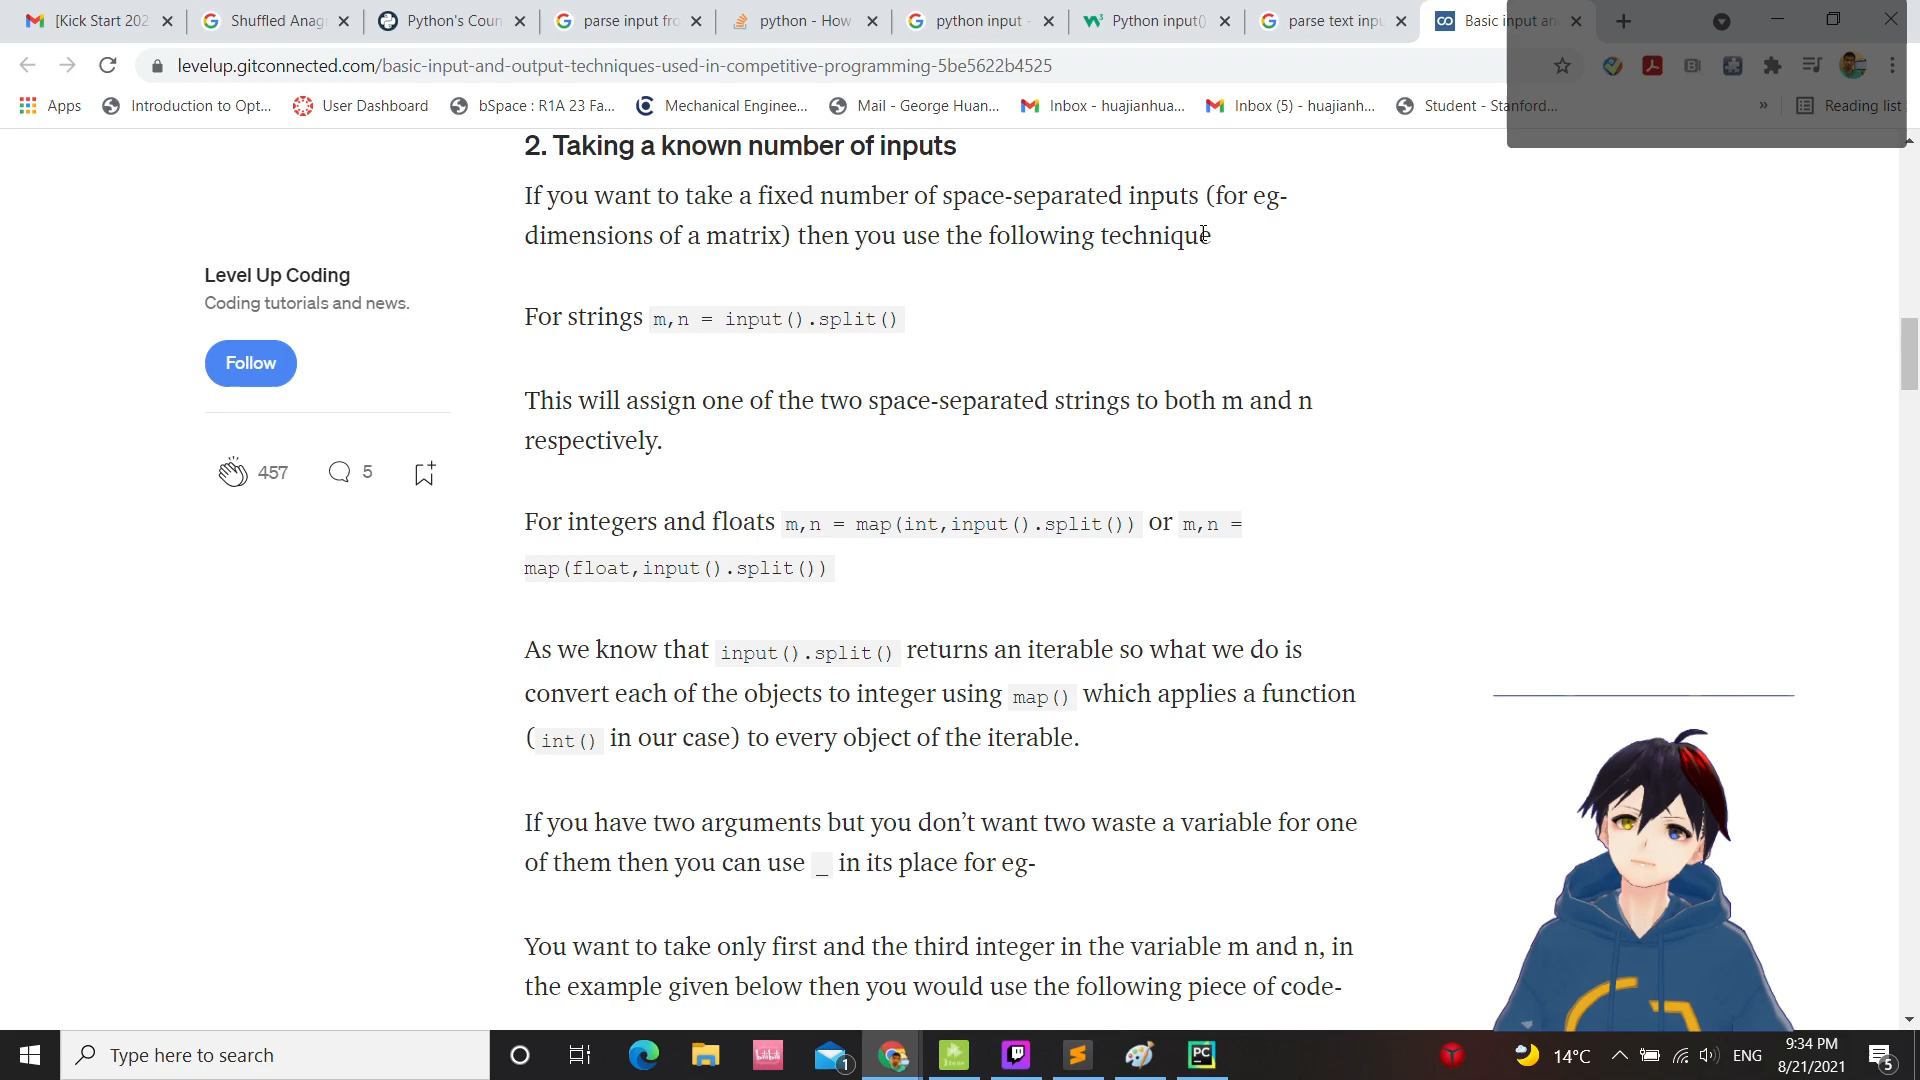 [Kick Start 202
Shuffled Anag
Python's Coun
parse input fro
python - How
python input -
Python input()
parse text inpu
Basic input an
levelup.gitconnected.com/basic-input-and-output-techniques-used-in-competitive-programming-5be5622b4525
Apps
Introduction to Opt...
User Dashboard
bSpace : R1A 23 Fa...
Mechanical Enginee...
Mail - George Huan...
Inbox - huajianhua...
Inbox (5) - huajianh...
Student - Stanford...
»
Reading list
2. Taking a known number of inputs
If you want to take a fixed number of space-separated inputs (for eg-
dimensions of a matrix) then you use the following technique
Level Up Coding
Coding tutorials and news.
Follow
457
5
For strings m,n = input().split()
This will assign one of the two space-separated strings to both m and n
respectively.
For integers and floats m,n = map(int,input().split()) or m,n =
map(float,input().split())
As we know that input().split() returns an iterable so what we do is
convert each of the objects to integer using map() which applies a function
(int() in our case) to every object of the iterable.
If you have two arguments but you don't want two waste a variable for one
of them then you can use _ in its place for eg-
You want to take only first and the third integer in the variable m and n, in
the example given below then you would use the following piece of code-
Type here to search
1
PC
14°C
ENG
9:34 PM
8/21/2021
5